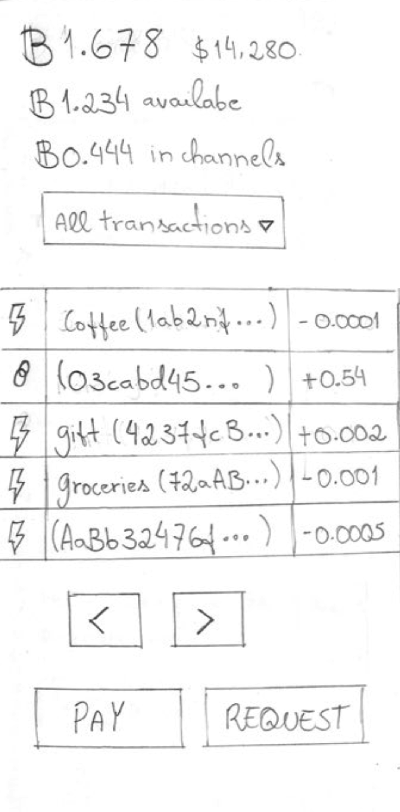 ₿1.678 $14,280
₿1.234 availabe
₿0.444 in channels
All transactions ▿
Coffee (1ab2nf...) -0.0001
(03cabd45... ) +0.54
gift (4237fcB...) +0.002
groceries (72aAB...) -0.001
(AaBb32476f...) -0.0005
< >
PAY REQUEST